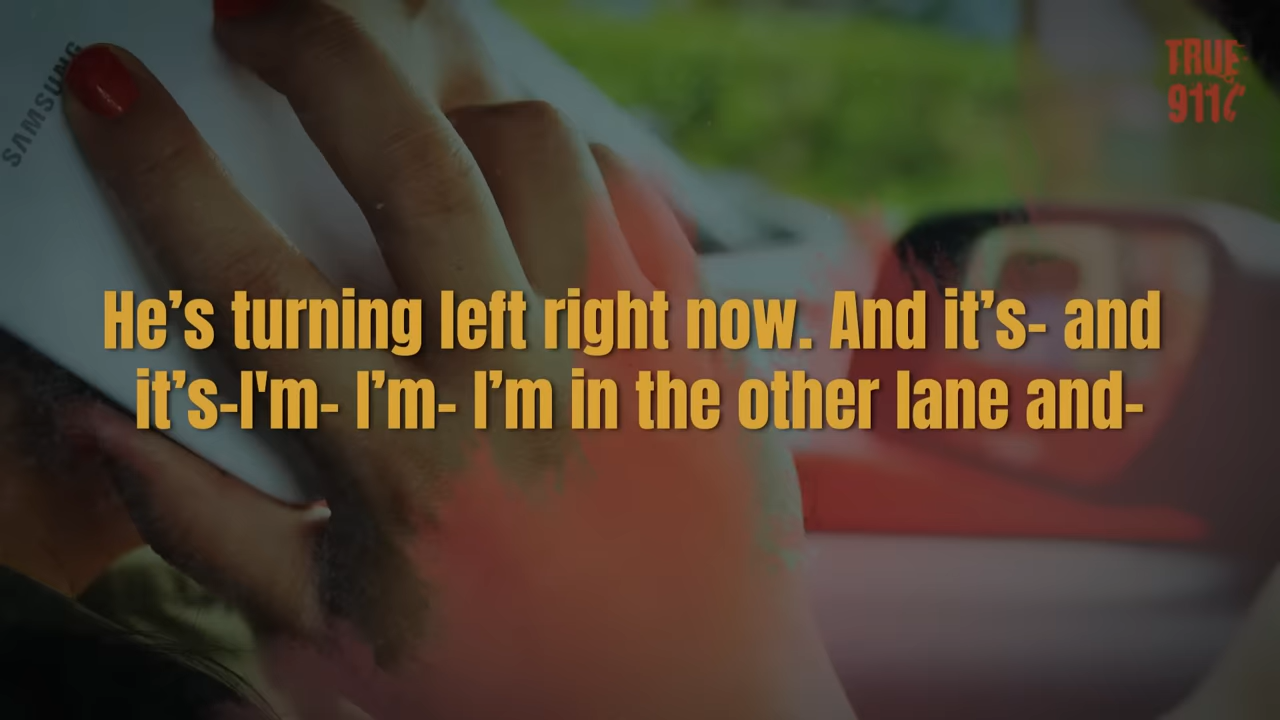 SAMSUNG
TRUE
911
He’s turning left right now. And it’s- and
it’s-I'm- I’m- I’m in the other lane and-